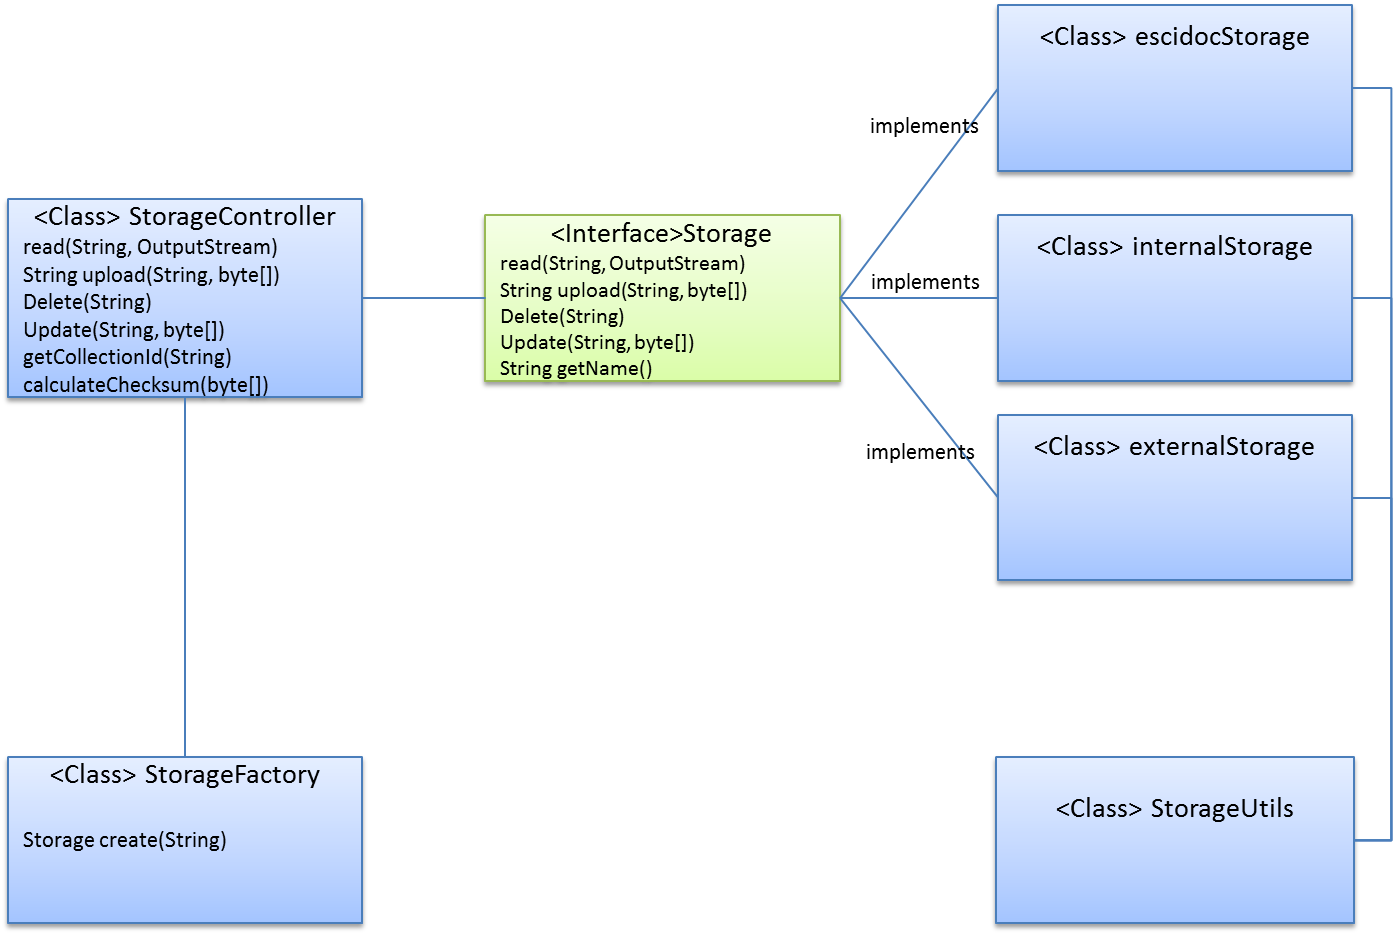 <Class> escidocStorage
implements
<Class> StorageController
read(String, OutputStream)
String upload(String, byte[])
Delete(String)
Update(String, byte[])
getCollectionId(String)
calculateChecksum(byte[])
<Interface>Storage
read(String, OutputStream)
String upload(String, byte[])
Delete(String)
Update(String, byte[])
String getName()
implements
<Class> internalStorage
implements
<Class> externalStorage
<Class> StorageFactory
Storage create(String)
<Class> StorageUtils